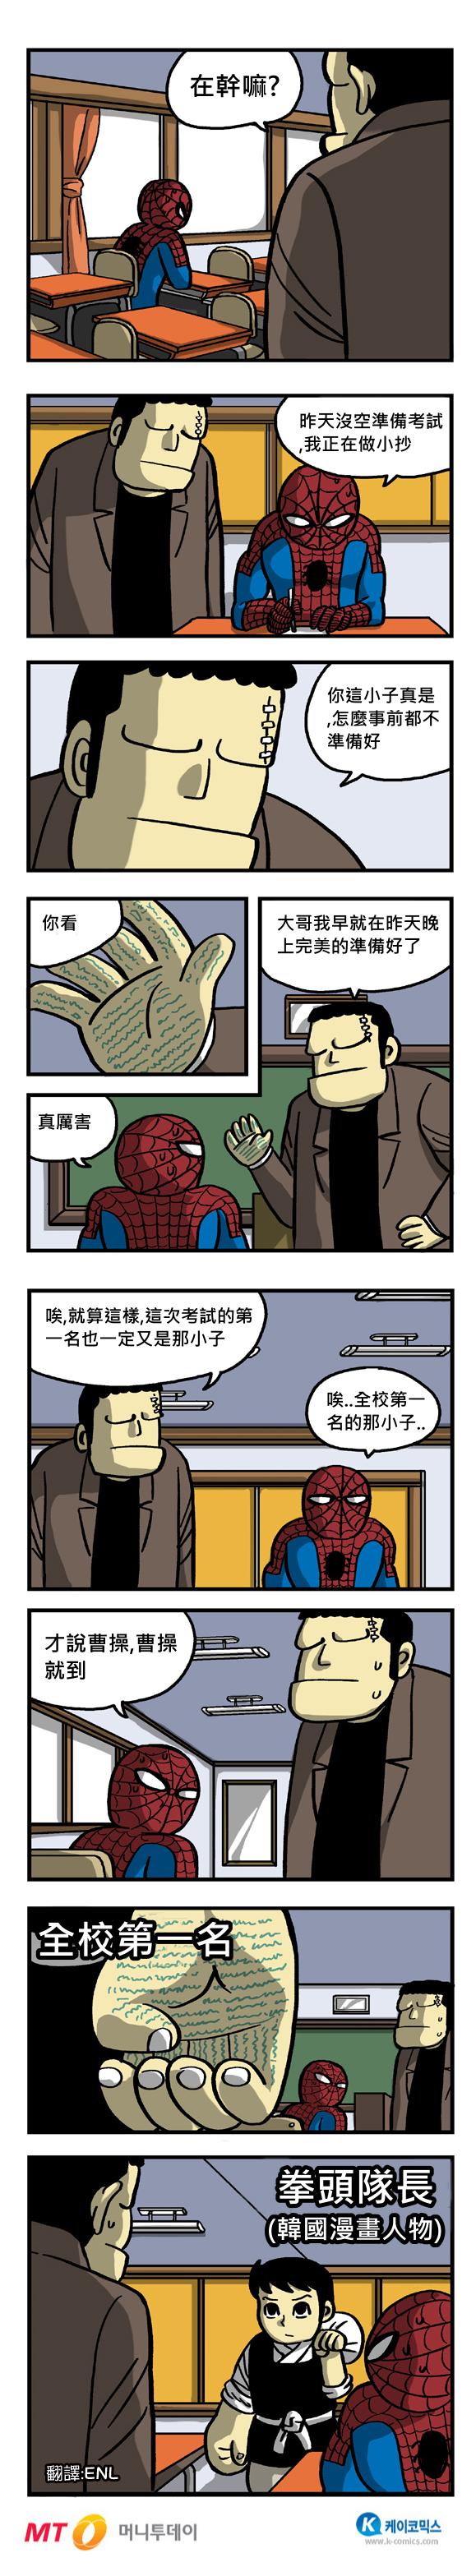 在幹嘛?
昨天沒空準備考試
,我正在做小抄
你這小子真是
,怎麼事前都不
準備好
你看
大哥我早就在昨天晚
上完美的準備好了
真厲害
唉,就算這樣,這次考試的第
一名也一定又是那小子
唉..全校第一
名的那小子..
才說曹操,曹操
就到
全校第一名
拳頭隊長
(韓國漫畫人物)
翻譯:ENL
MT 머니투데이
K 케이코믹스
www.k-comics.com